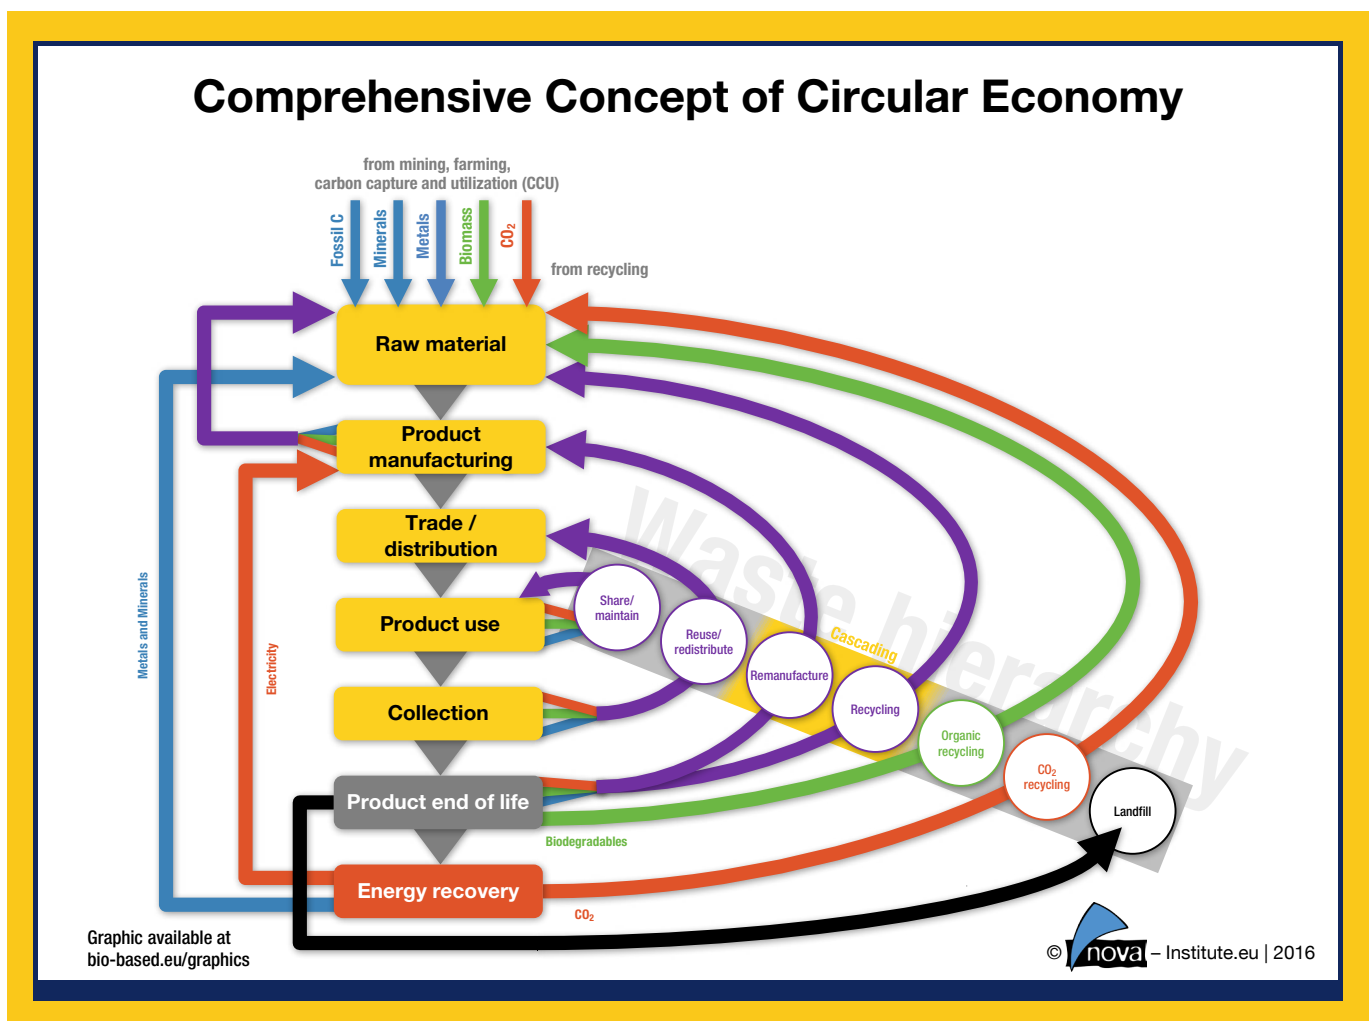 Comprehensive Concept of Circular Economy
from mining, farming,
carbon capture and utilization (CCU)
Fossil C
Minerals
Metals
Biomass
CO₂
from recycling
Raw material
Product
manufacturing
Trade /
distribution
Product use
Collection
Product end of life
Energy recovery
Metals and Minerals
Electricity
Waste hierarchy
Cascading
Share/
maintain
Reuse/
redistribute
Remanufacture
Recycling
Organic
recycling
CO₂
recycling
Landfill
Biodegradables
CO₂
Graphic available at
bio-based.eu/graphics
© nova – Institute.eu | 2016